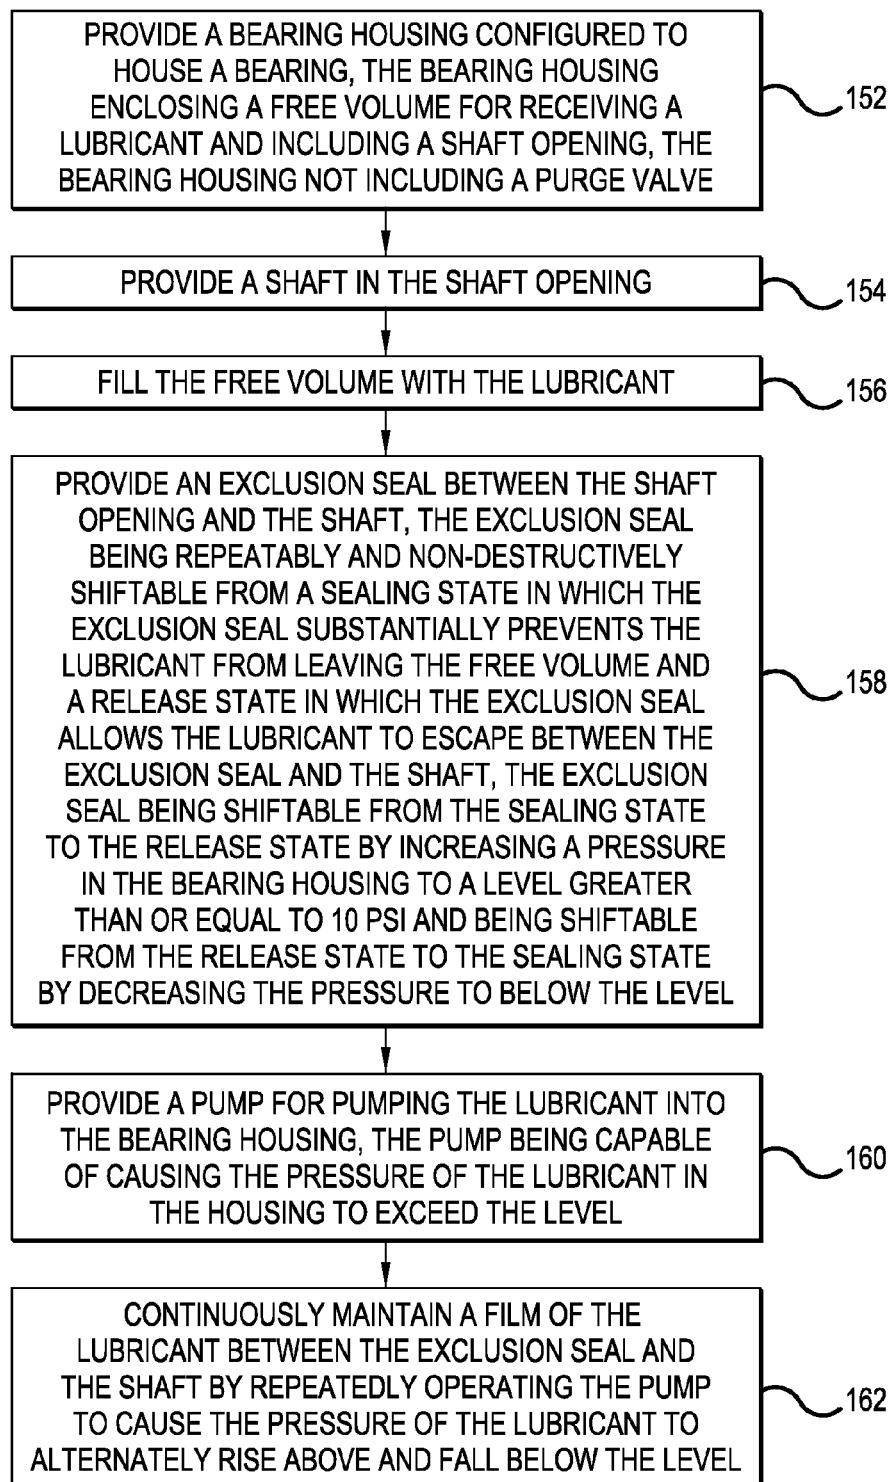 PROVIDE A BEARING HOUSING CONFIGURED TO
HOUSE A BEARING, THE BEARING HOUSING
ENCLOSING A FREE VOLUME FOR RECEIVING A
LUBRICANT AND INCLUDING A SHAFT OPENING, THE
BEARING HOUSING NOT INCLUDING A PURGE VALVE
152
PROVIDE A SHAFT IN THE SHAFT OPENING
154
FILL THE FREE VOLUME WITH THE LUBRICANT
156
PROVIDE AN EXCLUSION SEAL BETWEEN THE SHAFT
OPENING AND THE SHAFT, THE EXCLUSION SEAL
BEING REPEATABLY AND NON-DESTRUCTIVELY
SHIFTABLE FROM A SEALING STATE IN WHICH THE
EXCLUSION SEAL SUBSTANTIALLY PREVENTS THE
LUBRICANT FROM LEAVING THE FREE VOLUME AND
A RELEASE STATE IN WHICH THE EXCLUSION SEAL
ALLOWS THE LUBRICANT TO ESCAPE BETWEEN THE
EXCLUSION SEAL AND THE SHAFT, THE EXCLUSION
SEAL BEING SHIFTABLE FROM THE SEALING STATE
TO THE RELEASE STATE BY INCREASING A PRESSURE
IN THE BEARING HOUSING TO A LEVEL GREATER
THAN OR EQUAL TO 10 PSI AND BEING SHIFTABLE
FROM THE RELEASE STATE TO THE SEALING STATE
BY DECREASING THE PRESSURE TO BELOW THE LEVEL
158
PROVIDE A PUMP FOR PUMPING THE LUBRICANT INTO
THE BEARING HOUSING, THE PUMP BEING CAPABLE
OF CAUSING THE PRESSURE OF THE LUBRICANT IN
THE HOUSING TO EXCEED THE LEVEL
160
CONTINUOUSLY MAINTAIN A FILM OF THE
LUBRICANT BETWEEN THE EXCLUSION SEAL AND
THE SHAFT BY REPEATEDLY OPERATING THE PUMP
TO CAUSE THE PRESSURE OF THE LUBRICANT TO
ALTERNATELY RISE ABOVE AND FALL BELOW THE LEVEL
162